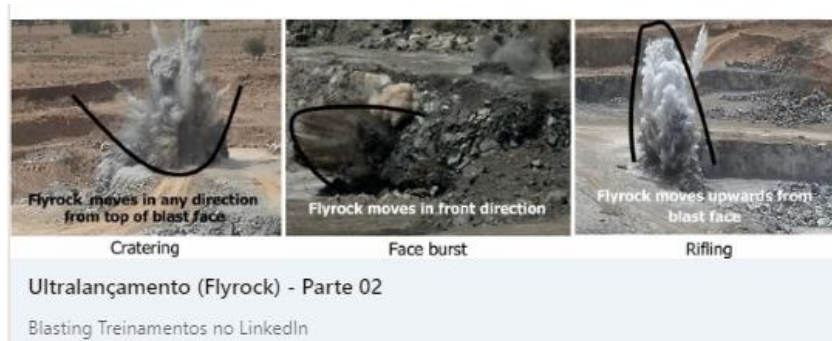 Flyrock moves in any direction
from top of blast face
Flyrock moves in front direction
Flyrock moves upwards from
blast face
Cratering
Face burst
Rifling
Ultralançamento (Flyrock) - Parte 02
Blasting Treinamentos no LinkedIn